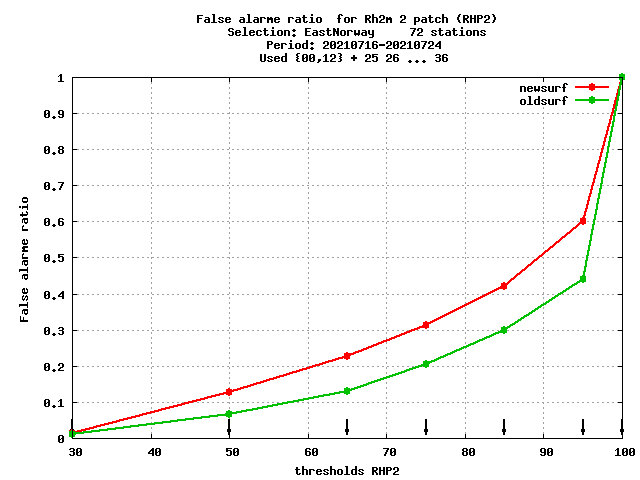 False alarme ratio  for Rh2m 2 patch (RHP2)
Selection: EastNorway     72 stations
Period: 20210716-20210724
Used {00,12} + 25 26 ... 36
newsurf
oldsurf
1
0.9
0.8
0.7
0.6
0.5
0.4
0.3
0.2
0.1
0
False alarme ratio
30 40 50 60 70 80 90 100
thresholds RHP2